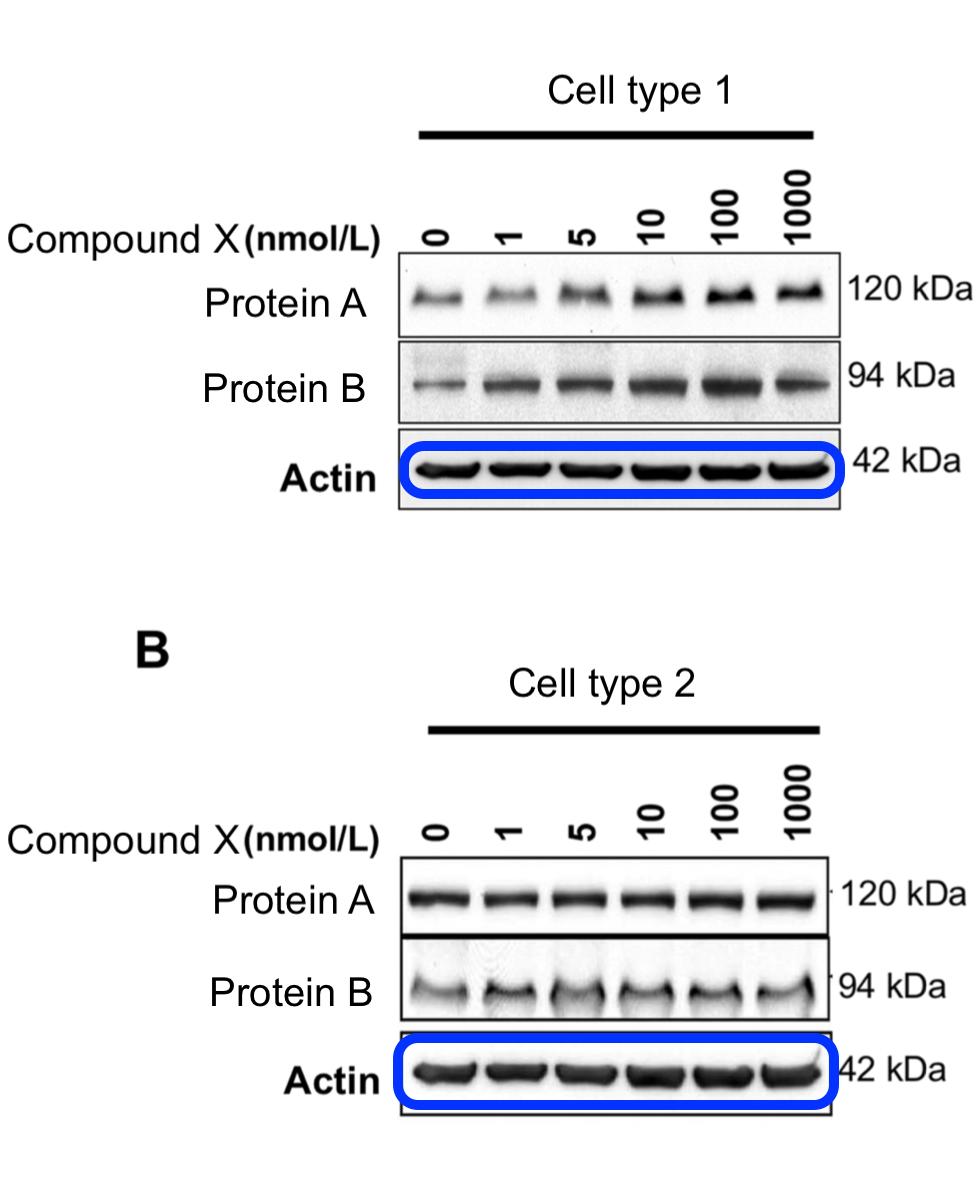 Cell type 1
Compound X (nmol/L) 0 1 5 10 100 1000
Protein A 120 kDa
Protein B 94 kDa
Actin 42 kDa
B
Cell type 2
Compound X (nmol/L) 0 1 5 10 100 1000
Protein A 120 kDa
Protein B 94 kDa
Actin 42 kDa